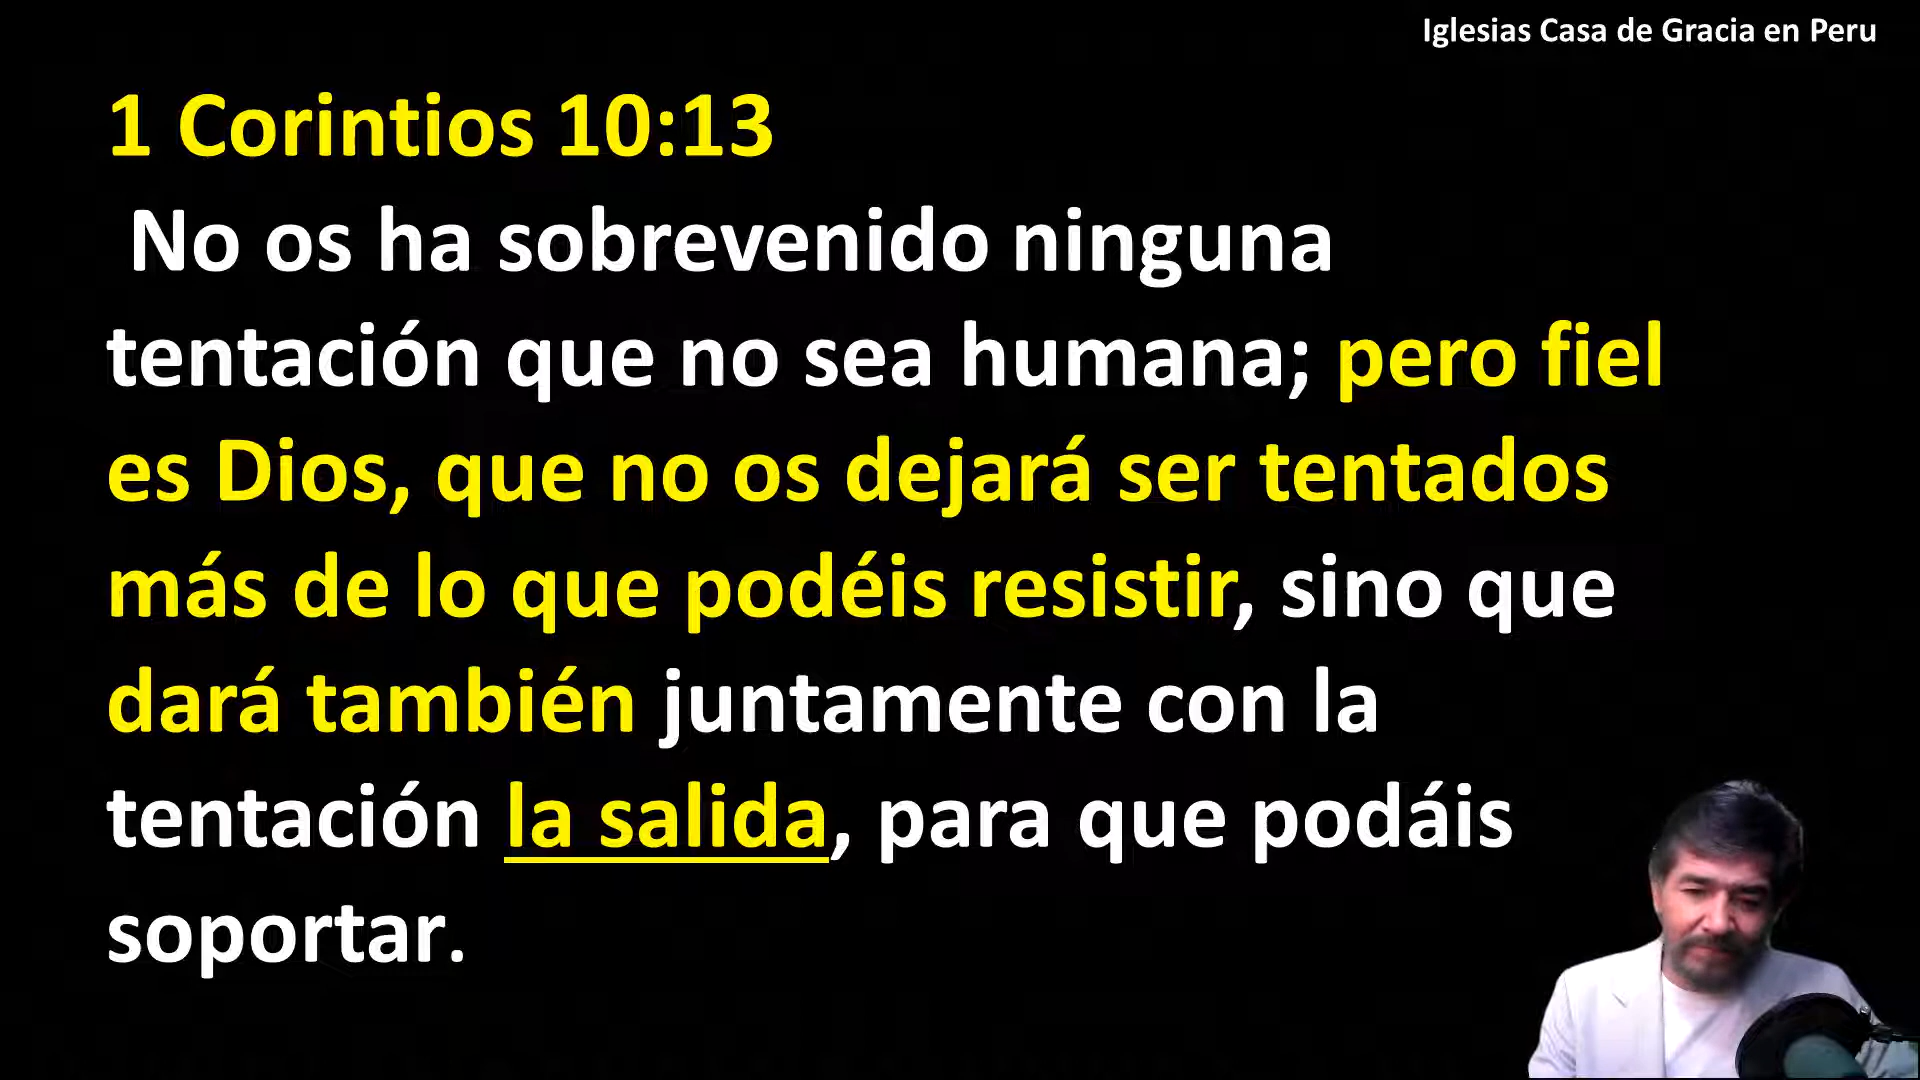 Iglesias Casa de Gracia en Peru
1 Corintios 10:13
No os ha sobrevenido ninguna
tentación que no sea humana; pero fiel
es Dios, que no os dejará ser tentados
más de lo que podéis resistir, sino que
dará también juntamente con la
tentación la salida, para que podáis
soportar.